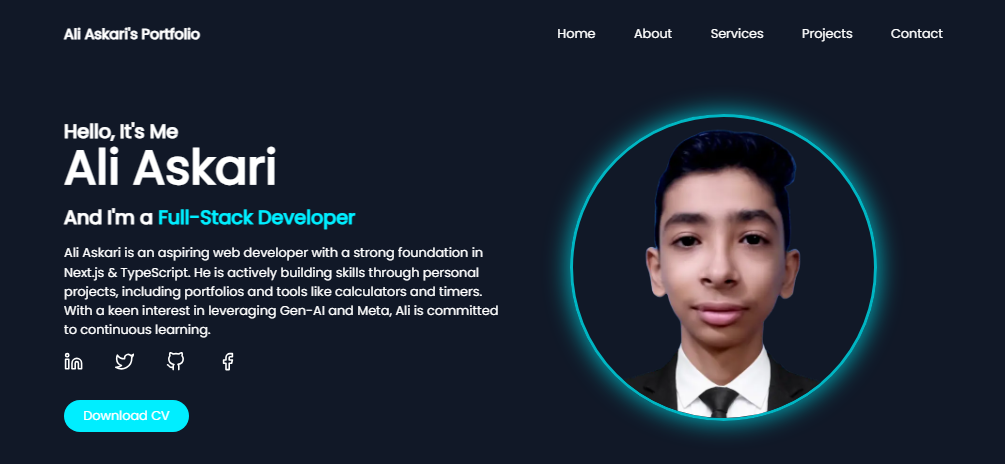 Ali Askari's Portfolio
Home About Services Projects Contact
Hello, It's Me
Ali Askari
And I'm a Full-Stack Developer
Ali Askari is an aspiring web developer with a strong foundation in
Next.js & TypeScript. He is actively building skills through personal
projects, including portfolios and tools like calculators and timers.
With a keen interest in leveraging Gen-AI and Meta, Ali is committed
to continuous learning.
Download CV